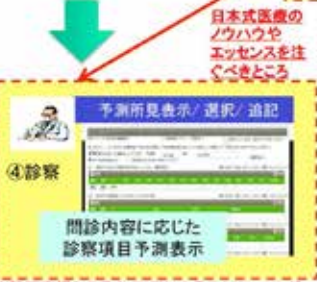 日本式医療の
ノウハウや
エッセンスを注
ぐべきところ
予測所見表示/選択/追記
④診察
問診内容に応じた
診察項目予測表示